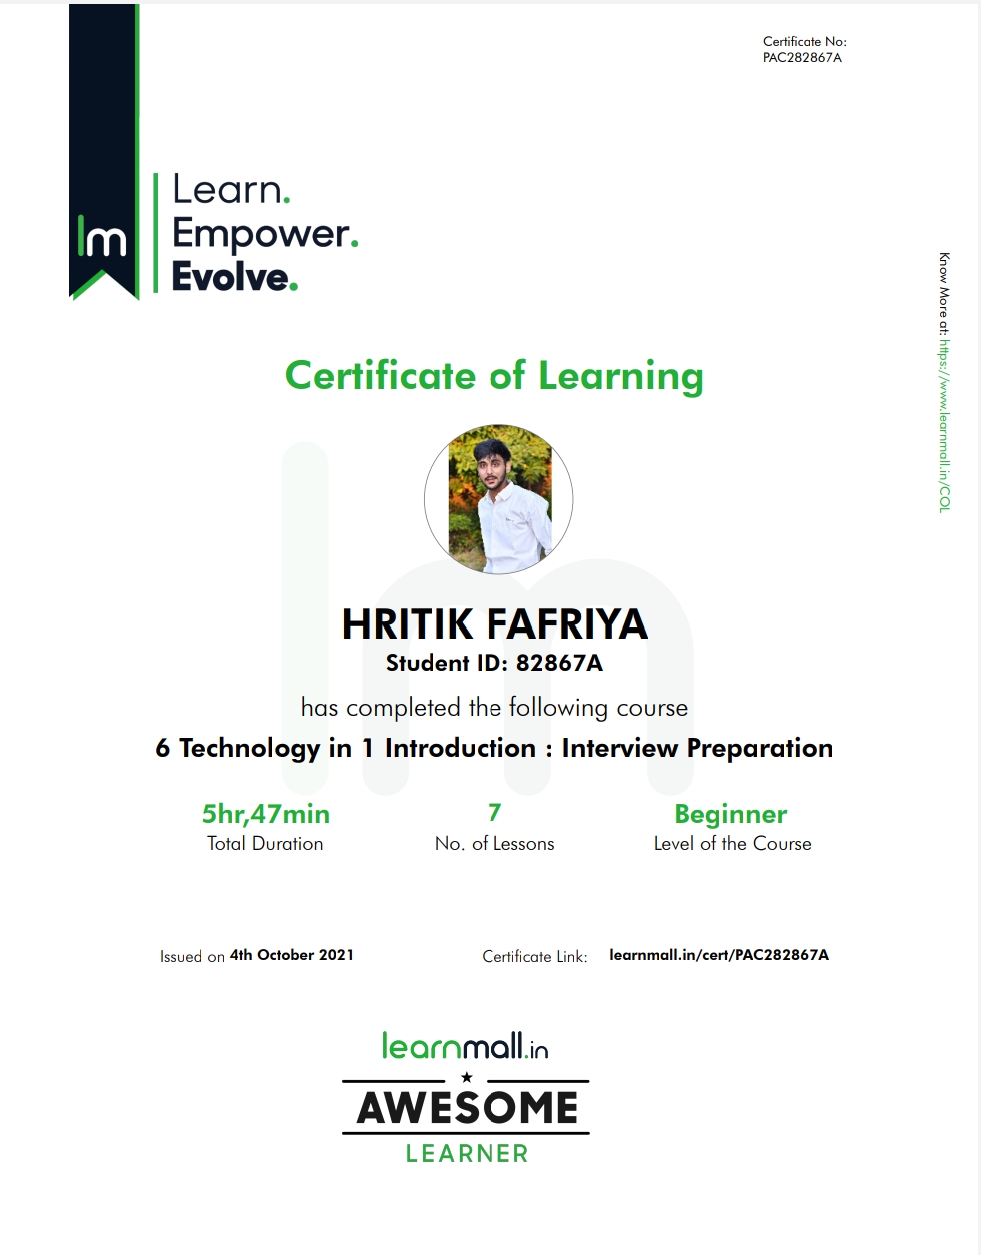 Certificate No:
PAC282867A
lm
Learn.
Empower.
Evolve.
Know More at: https://www.learnmall.in/COL
Certificate of Learning
HRITIK FAFRIYA
Student ID: 82867A
has completed the following course
6 Technology in 1 Introduction : Interview Preparation
5hr,47min 7 Beginner
Total Duration No. of Lessons Level of the Course
Issued on 4th October 2021 Certificate Link: learnmall.in/cert/PAC282867A
learnmall.in
AWESOME
LEARNER